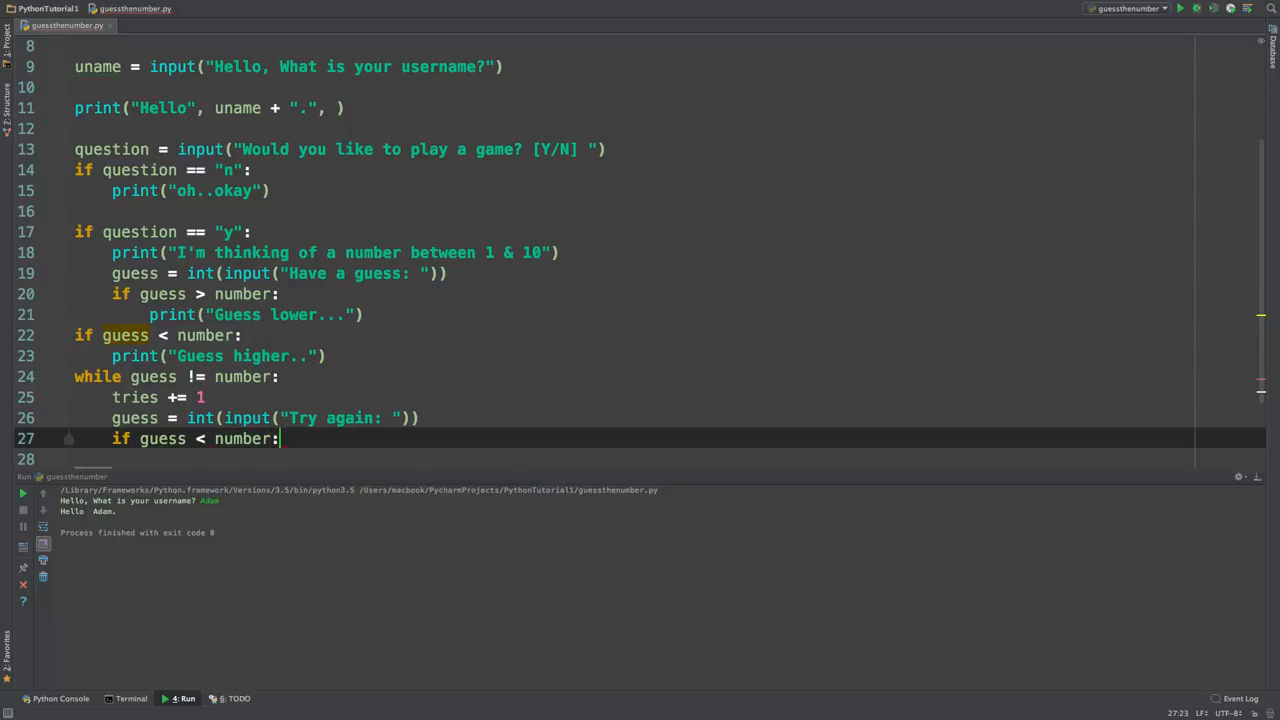 PythonTutorial1 guessthenumber.py guessthenumber
guessthenumber.py
1: Project
Z: Structure
2: Favorites
Database
8
9 uname = input("Hello, What is your username?")
10
11 print("Hello", uname + ".", )
12
13 question = input("Would you like to play a game? [Y/N] ")
14 if question == "n":
15 print("oh..okay")
16
17 if question == "y":
18 print("I'm thinking of a number between 1 & 10")
19 guess = int(input("Have a guess: "))
20 if guess > number:
21 print("Guess lower...")
22 if guess < number:
23 print("Guess higher..")
24 while guess != number:
25 tries += 1
26 guess = int(input("Try again: "))
27 if guess < number:
28
Run guessthenumber
/Library/Frameworks/Python.framework/Versions/3.5/bin/python3.5 /Users/macbook/PycharmProjects/PythonTutorial1/guessthenumber.py
Hello, What is your username? Adam
Hello  Adam.
Process finished with exit code 0
Python Console Terminal 4: Run 6: TODO Event Log
27:23 LF÷ UTF-8÷